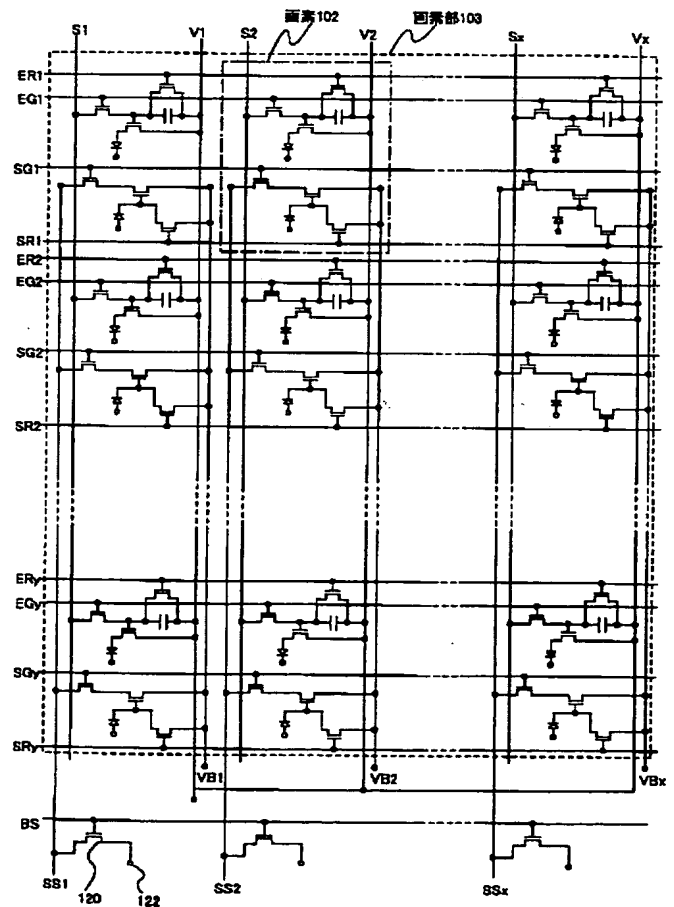 画素102
画素部103
S1
V1
S2
V2
Sx
Vx
ER1
EG1
SG1
SR1
ER2
EG2
SG2
SR2
ERy
EGy
SGy
SRy
VB1
VB2
VBx
BS
SS1
120
122
SS2
SSx